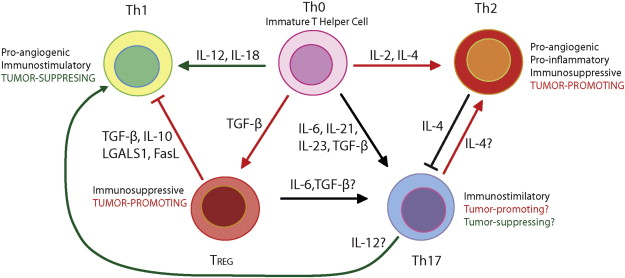 Th1
Th0
Immature T Helper Cell
Th2
Pro-angiogenic
Immunostimulatory
TUMOR-SUPPRESING
IL-12, IL-18
IL-2, IL-4
Pro-angiogenic
Pro-inflammatory
Immunosuppressive
TUMOR-PROMOTING
TGF-β, IL-10
LGALS1, FasL
TGF-β
IL-6, IL-21,
IL-23, TGF-β
IL-4
IL-4?
Immunosuppressive
TUMOR-PROMOTING
IL-6,TGF-β?
Immunostimilatory
Tumor-promoting?
Tumor-suppressing?
TREG
IL-12?
Th17